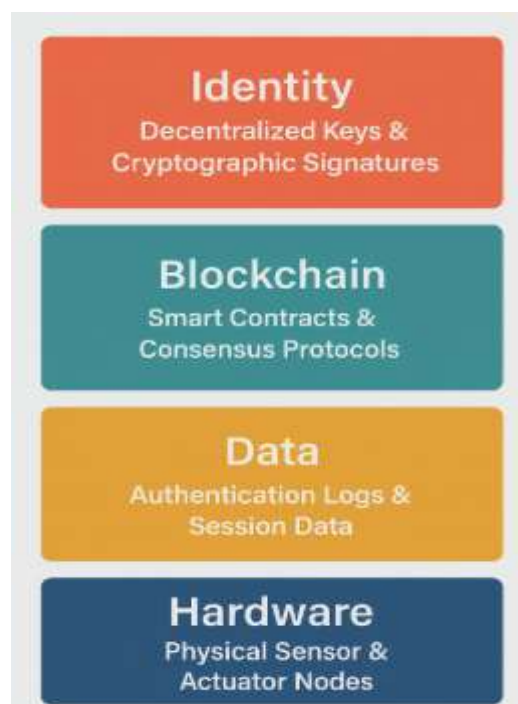 Identity
Decentralized Keys &
Cryptographic Signatures
Blockchain
Smart Contracts &
Consensus Protocols
Data
Authentication Logs &
Session Data
Hardware
Physical Sensor &
Actuator Nodes